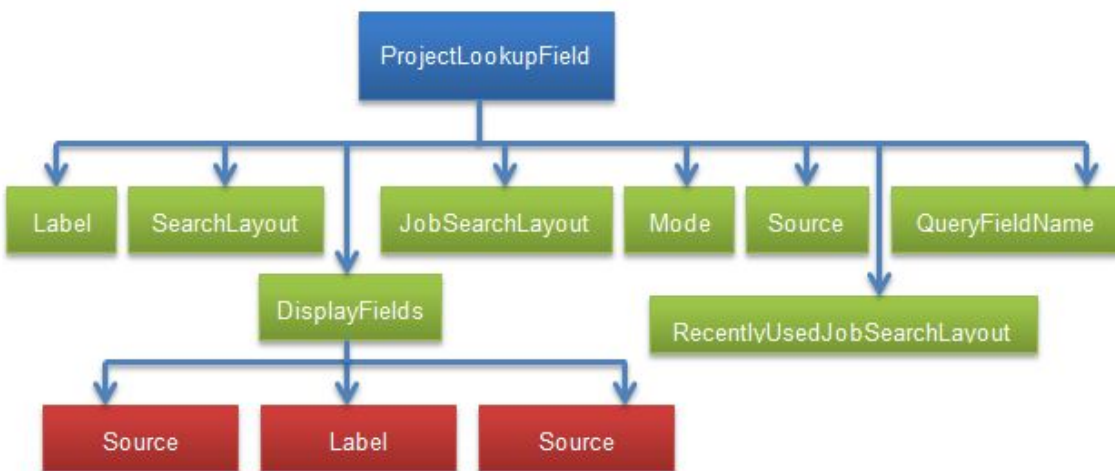 ProjectLookupField
Label
SearchLayout
JobSearchLayout
Mode
Source
QueryFieldName
DisplayFields
RecentlyUsedJobSearchLayout
Source
Label
Source